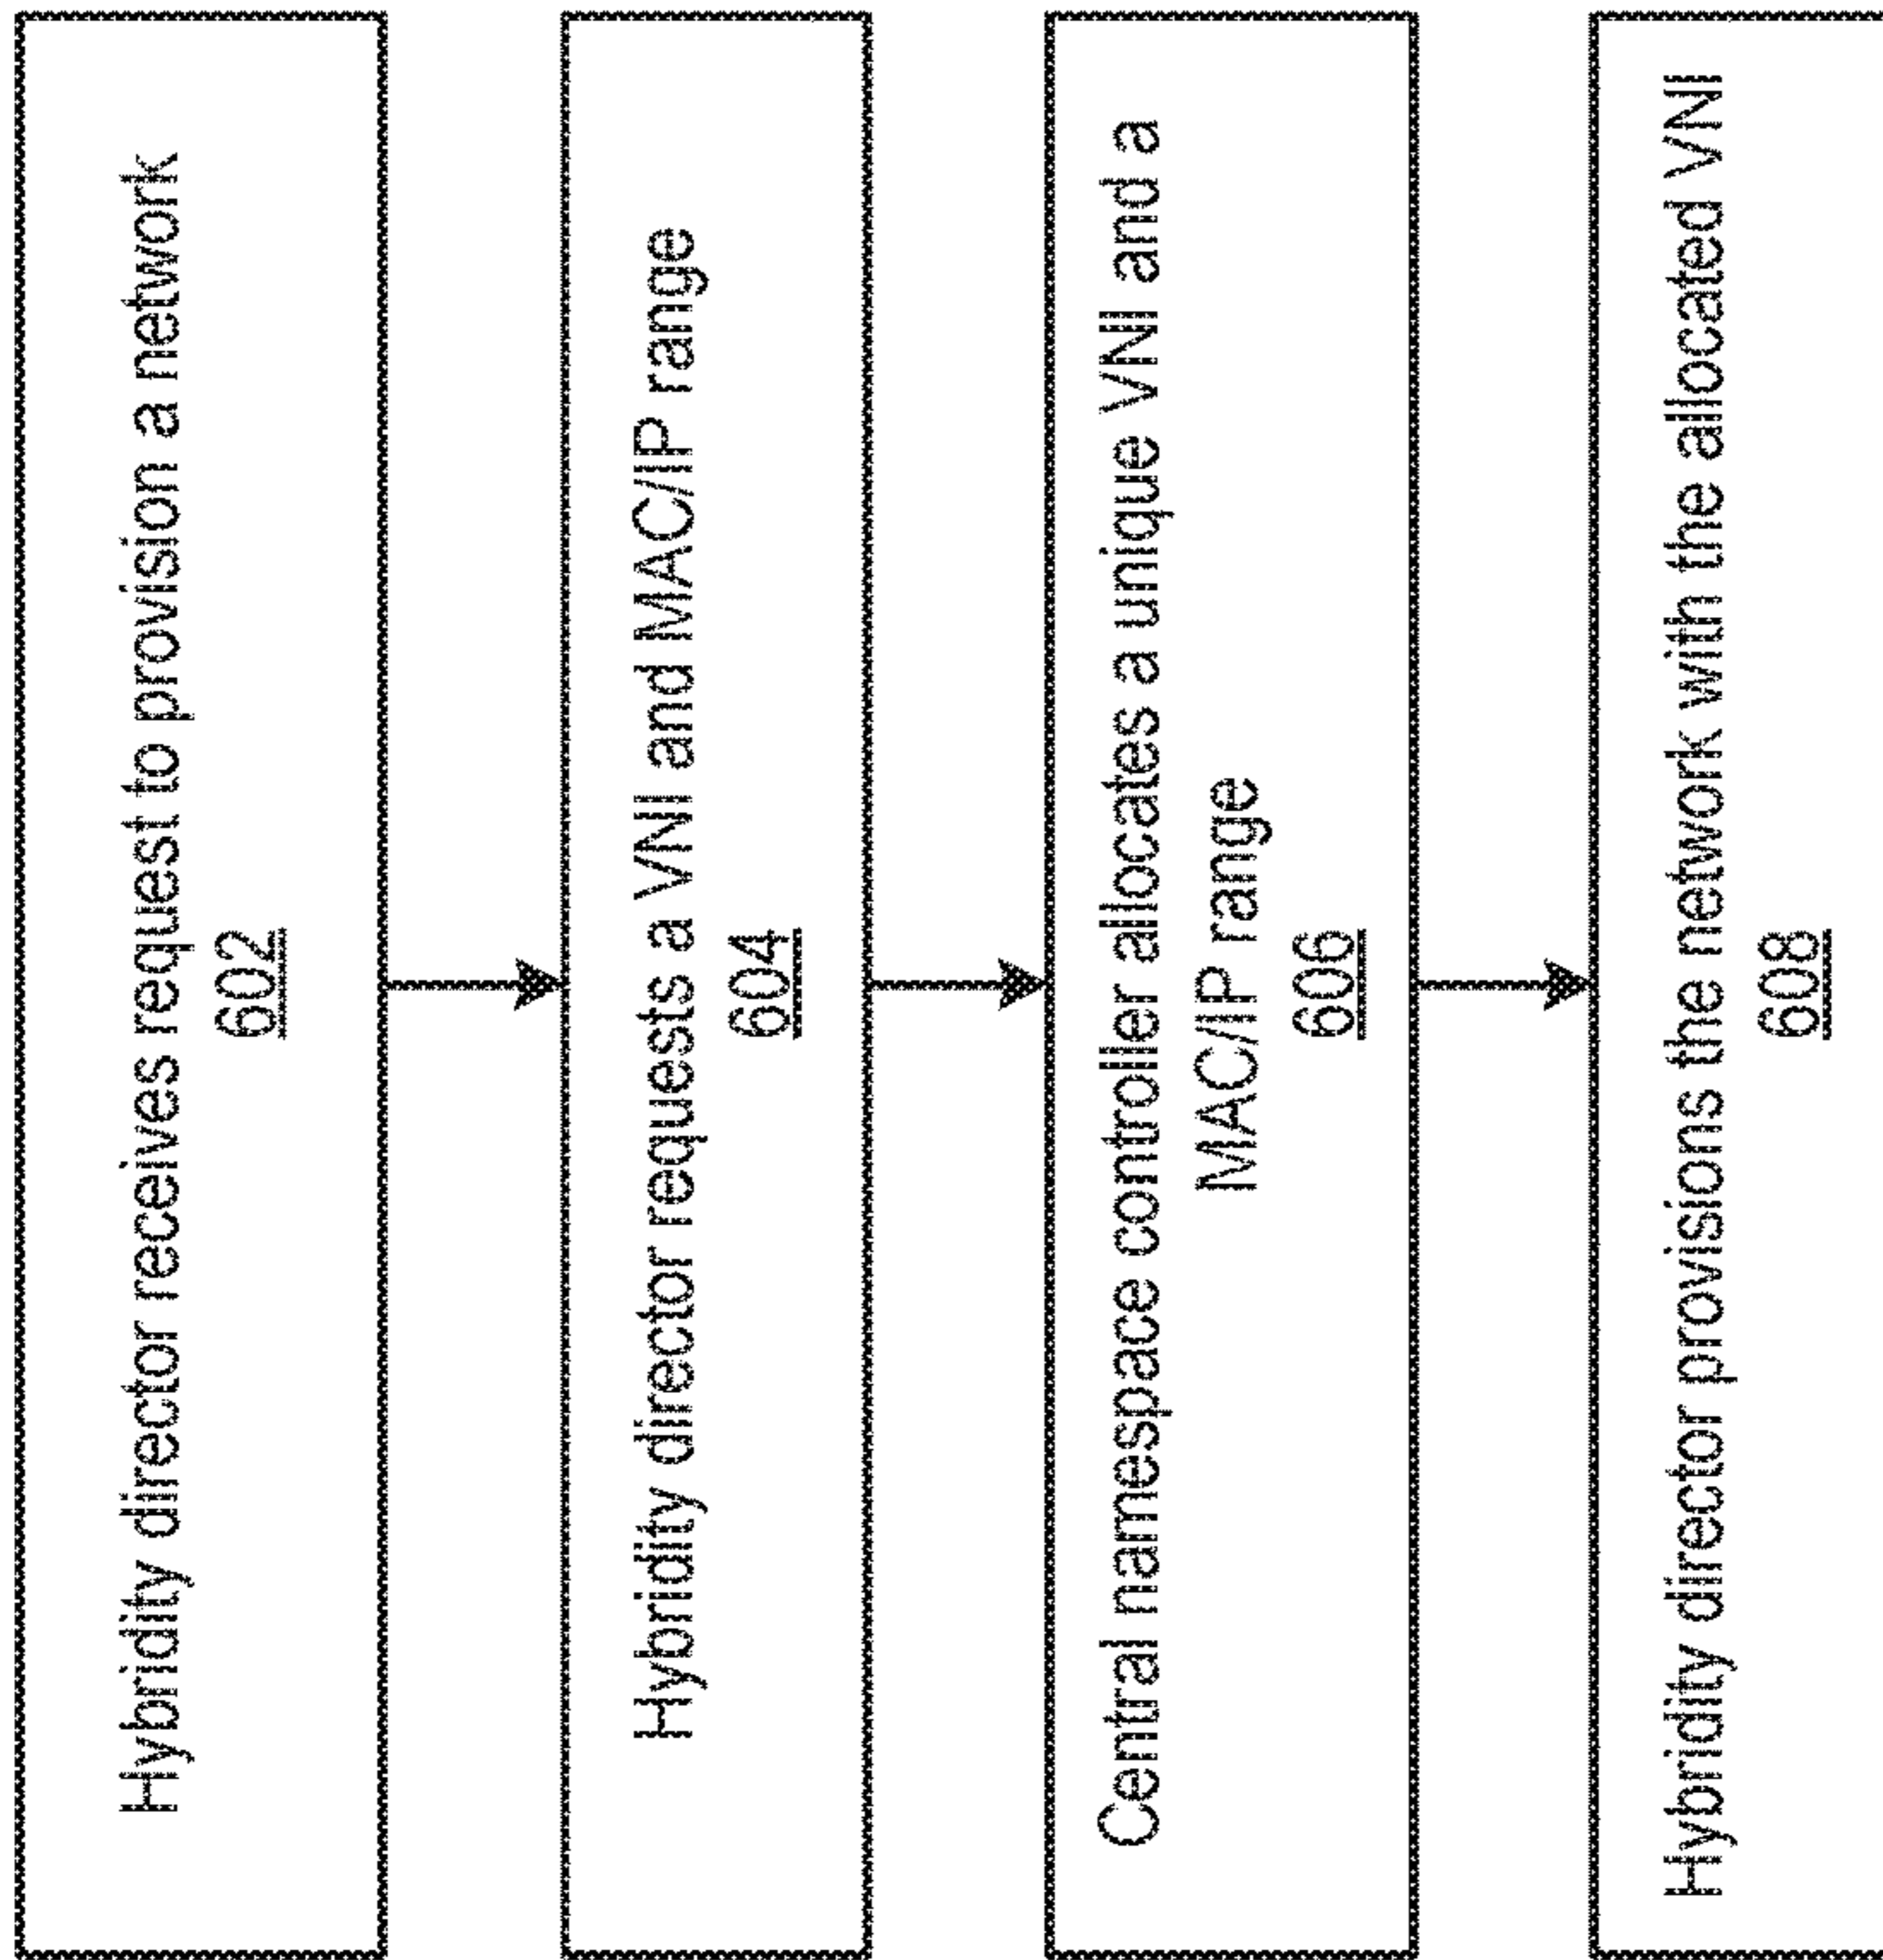 Hybridity director receives request to provision a network
602
Hybridity director requests a VNI and MAC/IP range
604
Central namespace controller allocates a unique VNI and a
MAC/IP range
606
Hybridity director provisions the network with the allocated VNI
608